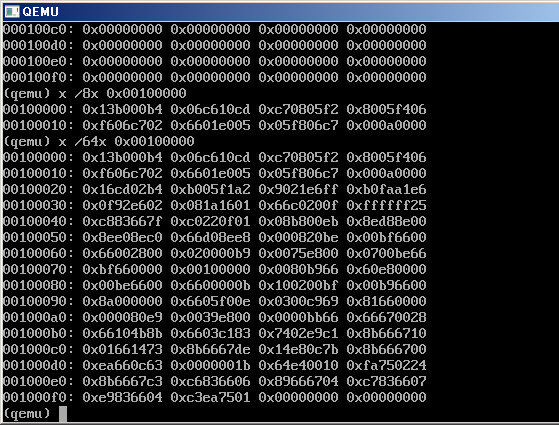 QEMU
000100c0: 0x00000000 0x00000000 0x00000000 0x00000000
000100d0: 0x00000000 0x00000000 0x00000000 0x00000000
000100e0: 0x00000000 0x00000000 0x00000000 0x00000000
000100f0: 0x00000000 0x00000000 0x00000000 0x00000000
(qemu) x /8x 0x00100000
00100000: 0x13b000b4 0x06c610cd 0xc70805f2 0x8005f406
00100010: 0xf606c702 0x6601e005 0x05f806c7 0x000a0000
(qemu) x /64x 0x00100000
00100000: 0x13b000b4 0x06c610cd 0xc70805f2 0x8005f406
00100010: 0xf606c702 0x6601e005 0x05f806c7 0x000a0000
00100020: 0x16cd02b4 0xb005f1a2 0x9021e6ff 0xb0faa1e6
00100030: 0x0f92e602 0x081a1601 0x66c0200f 0xffffff25
00100040: 0xc883667f 0xc0220f01 0x08b800eb 0x8ed88e00
00100050: 0x8ee08ec0 0x66d08ee8 0x000820be 0x00bf6600
00100060: 0x66002800 0x020000b9 0x0075e800 0x0700be66
00100070: 0xbf660000 0x00100000 0x0080b966 0x60e80000
00100080: 0x00be6600 0x6600000b 0x100200bf 0x00b96600
00100090: 0x8a000000 0x6605f00e 0x0300c969 0x81660000
001000a0: 0x000080e9 0x0039e800 0x0000bb66 0x66670028
001000b0: 0x66104b8b 0x6603c183 0x7402e9c1 0x8b666710
001000c0: 0x01661473 0x8b6667de 0x14e80c7b 0x8b666700
001000d0: 0xea660c63 0x0000001b 0x64e40010 0xfa750224
001000e0: 0x8b6667c3 0xc6836606 0x89666704 0xc7836607
001000f0: 0xe9836604 0xc3ea7501 0x00000000 0x00000000
(qemu)